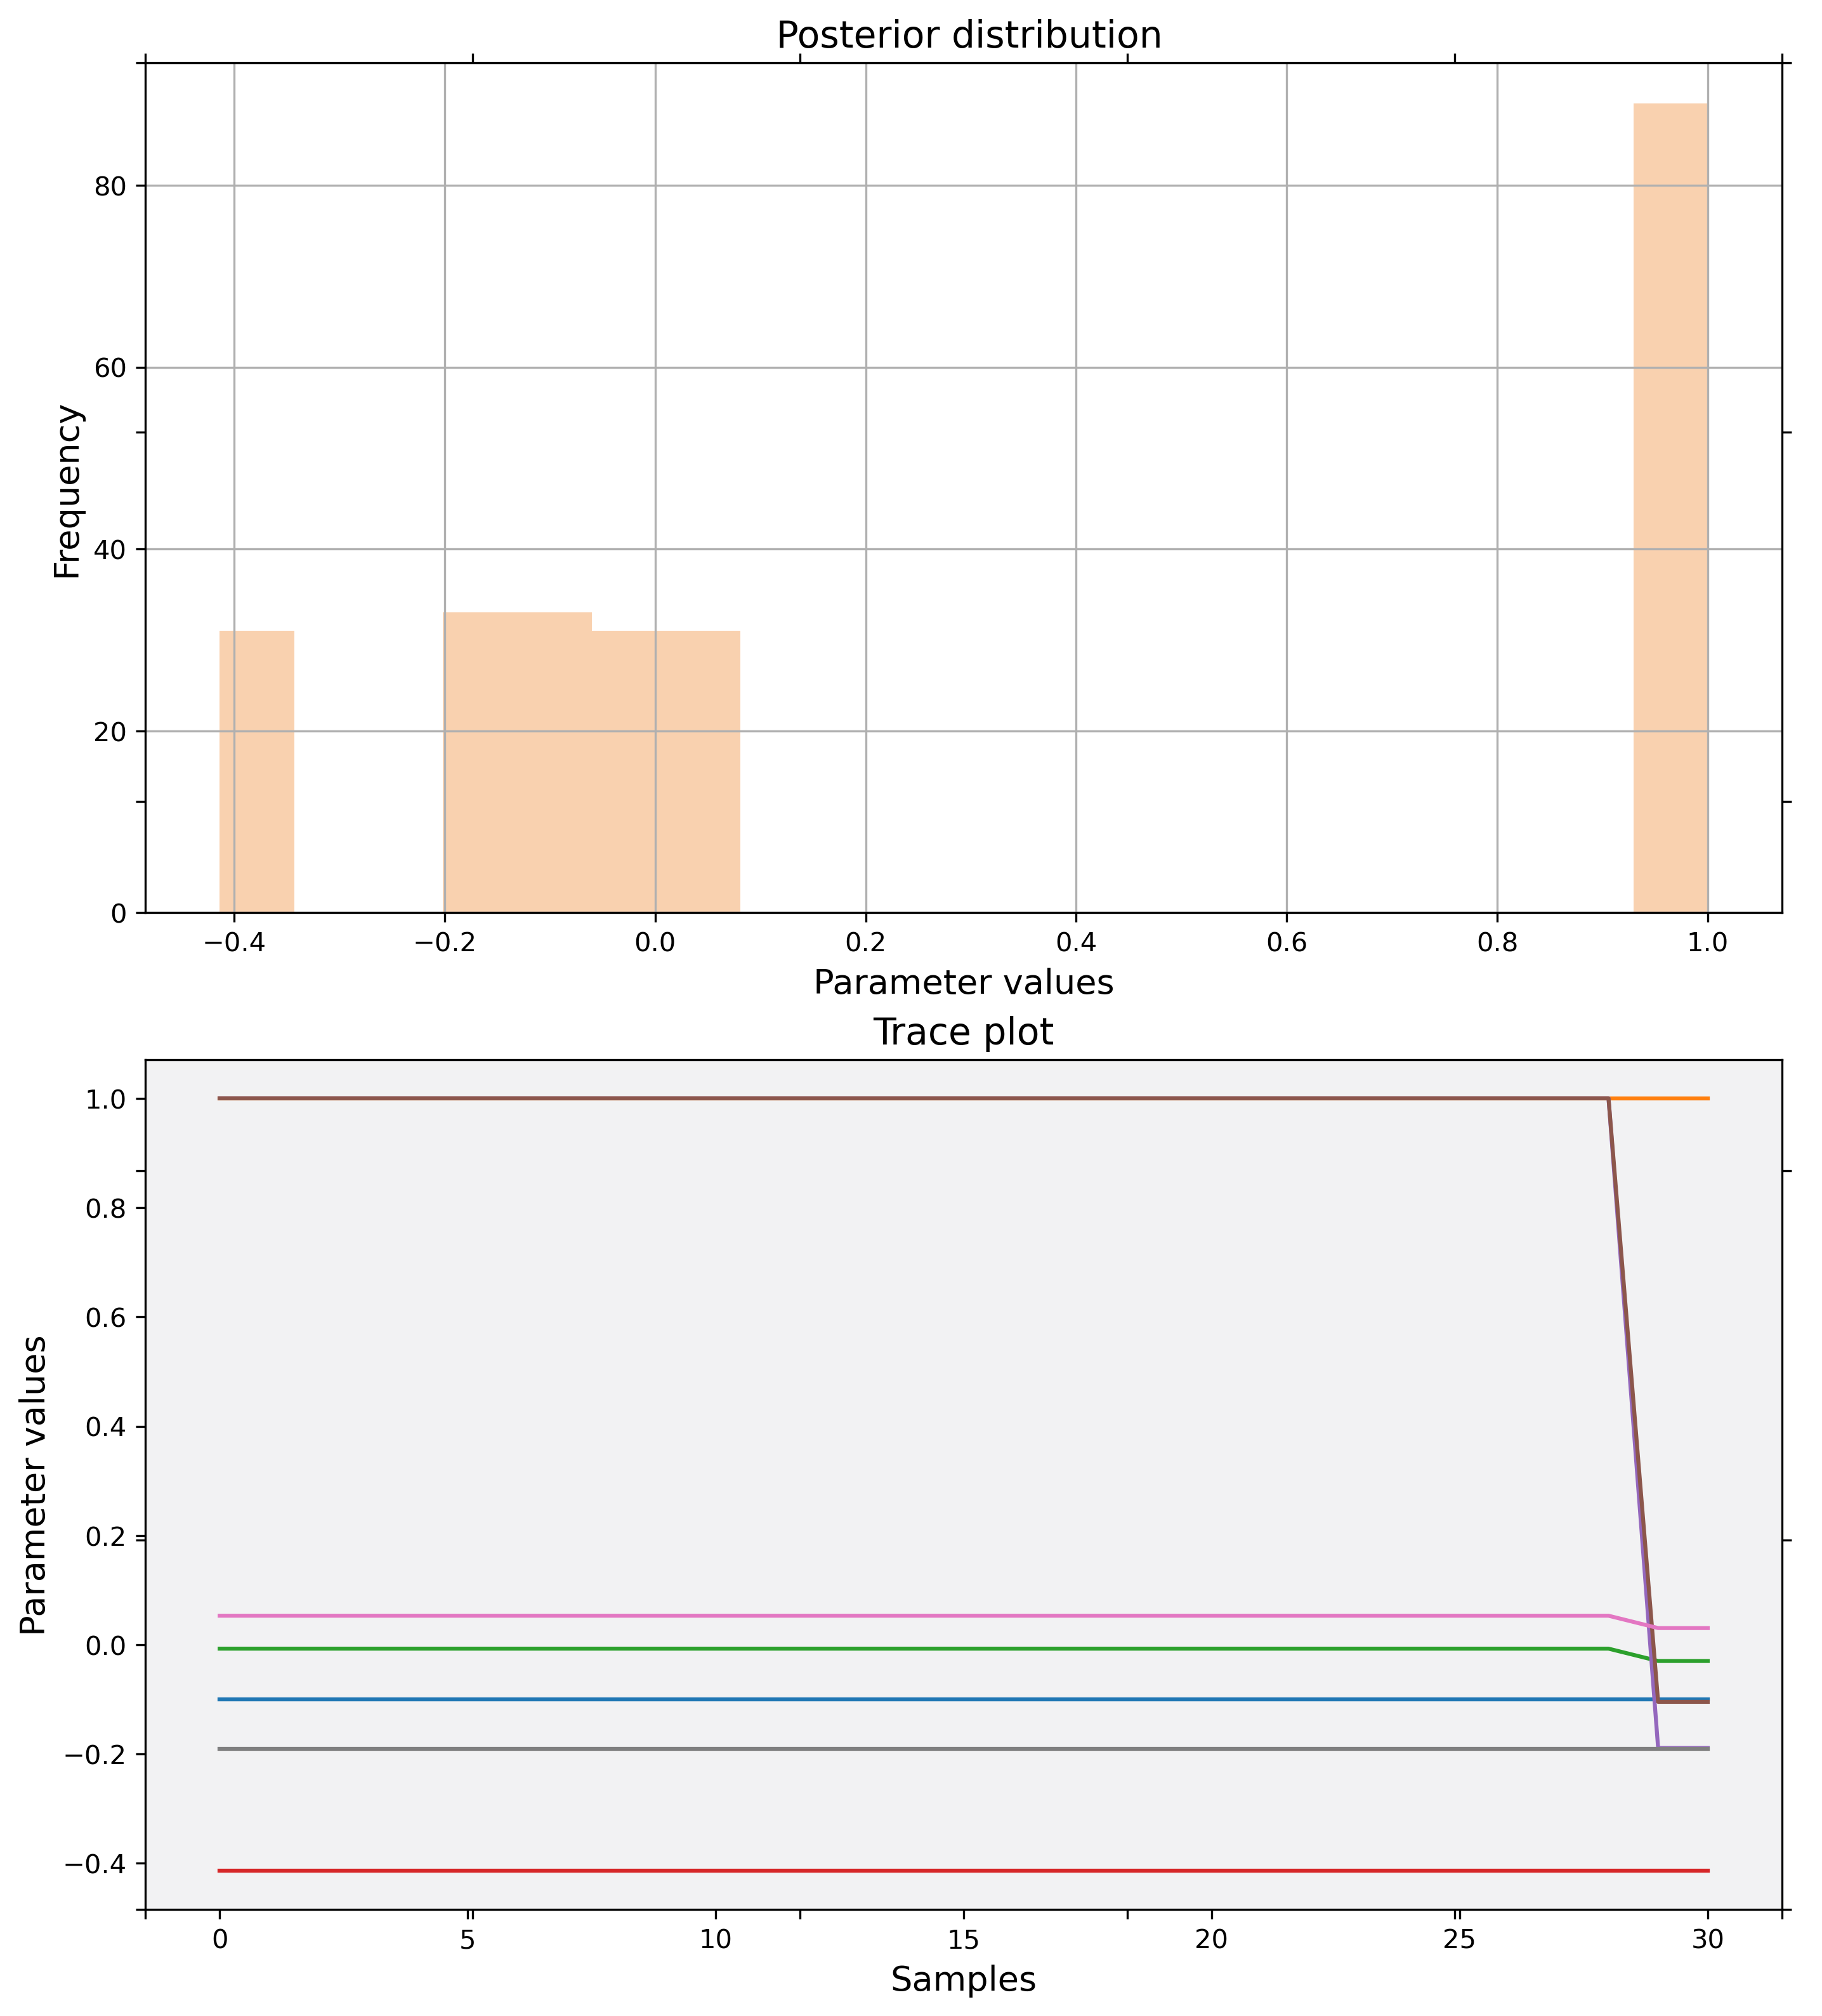 Posterior distribution
Frequency
80
60
40
20
0
−0.4 −0.2 0.0 0.2 0.4 0.6 0.8 1.0
Parameter values
Trace plot
Parameter values
1.0
0.8
0.6
0.4
0.2
0.0
−0.2
−0.4
0 5 10 15 20 25 30
Samples